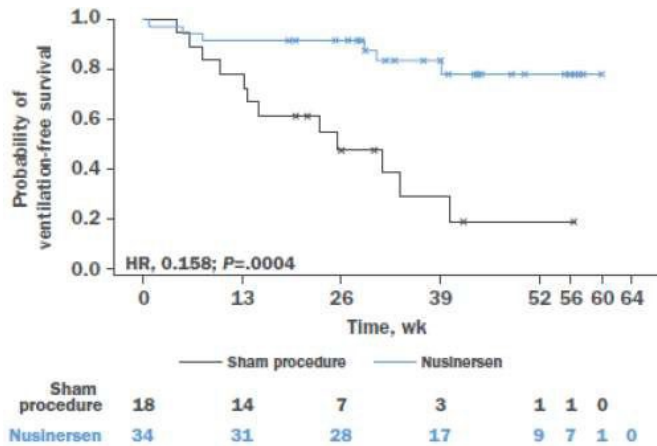 1.0
0.8
0.6
0.4
0.2
0.0
Probability of
ventilation-free survival
HR, 0.158; P=.0004
0 13 26 39 52 56 60 64
Time, wk
Sham procedure Nusinersen
Sham
procedure 18 14 7 3 1 1 0
Nusinersen 34 31 28 17 9 7 1 0